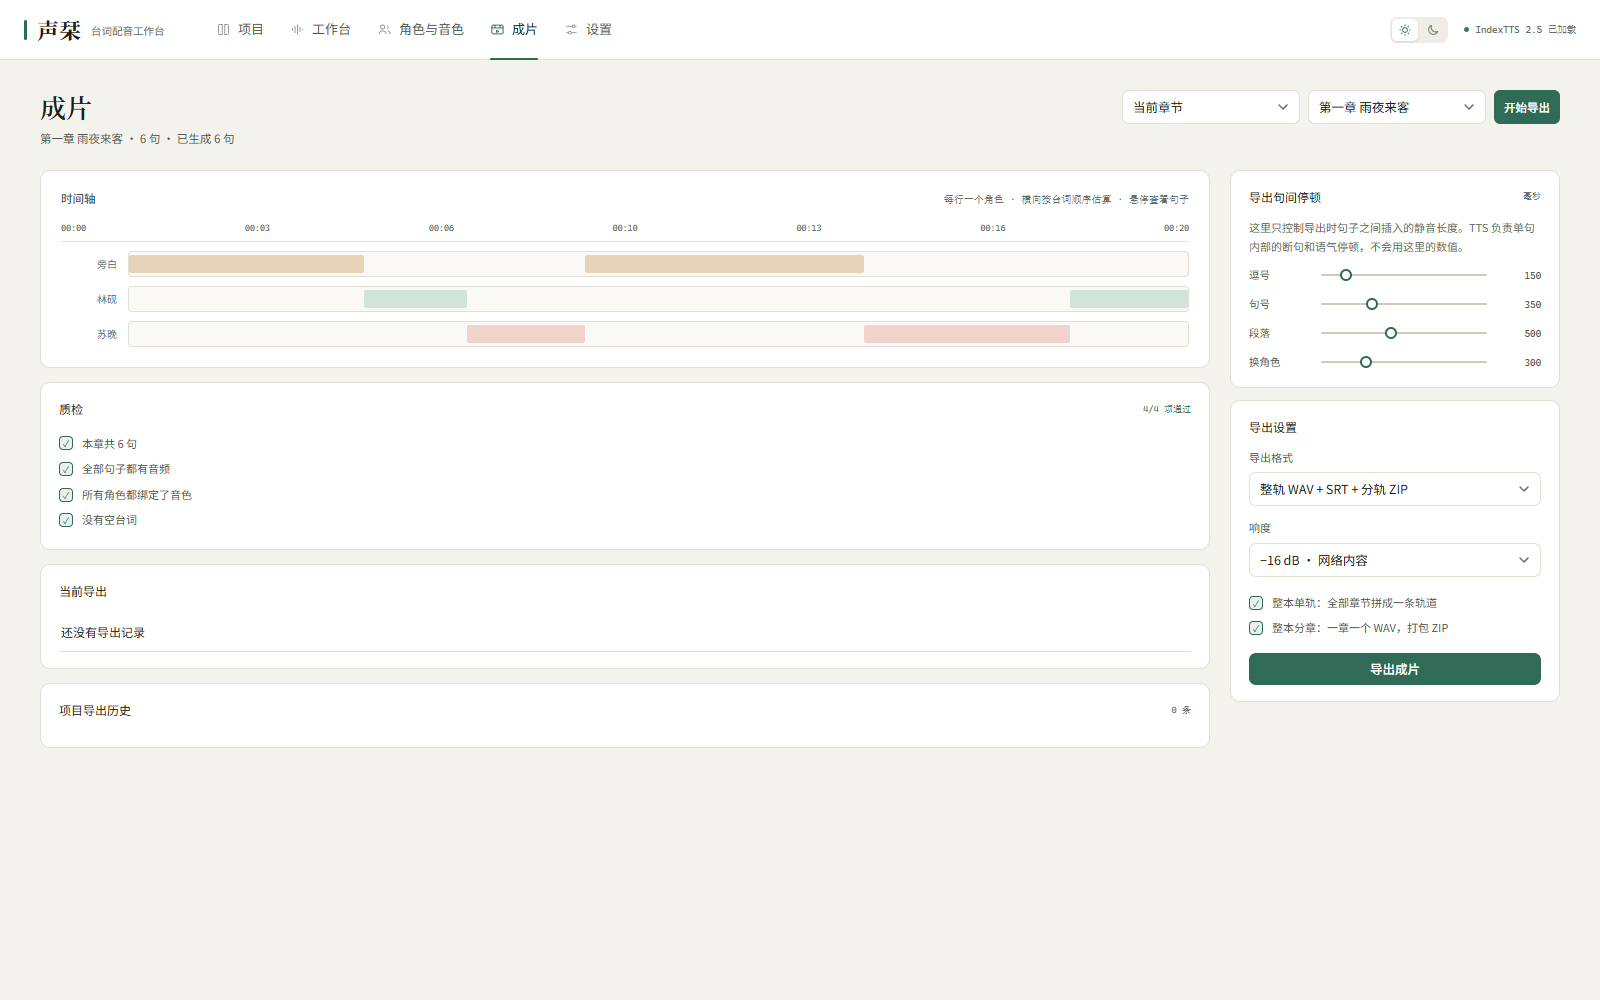 声栞 台词配音工作台 项目 工作台 角色与音色 成片 设置 IndexTTS 2.5 已加载
成片
第一章 雨夜来客 · 6 句 · 已生成 6 句
当前章节 第一章 雨夜来客 开始导出
时间轴 每行一个角色 · 横向按台词顺序估算 · 悬停查看句子
00:00 00:03 00:06 00:10 00:13 00:16 00:20
旁白
林砚
苏晚
质检 4/4 项通过
本章共 6 句
全部句子都有音频
所有角色都绑定了音色
没有空台词
当前导出
还没有导出记录
项目导出历史 0 条
导出句间停顿 毫秒
这里只控制导出时句子之间插入的静音长度。TTS 负责单句
内部的断句和语气停顿，不会用这里的数值。
逗号 150
句号 350
段落 500
换角色 300
导出设置
导出格式
整轨 WAV + SRT + 分轨 ZIP
响度
−16 dB · 网络内容
整本单轨：全部章节拼成一条轨道
整本分章：一章一个 WAV，打包 ZIP
导出成片